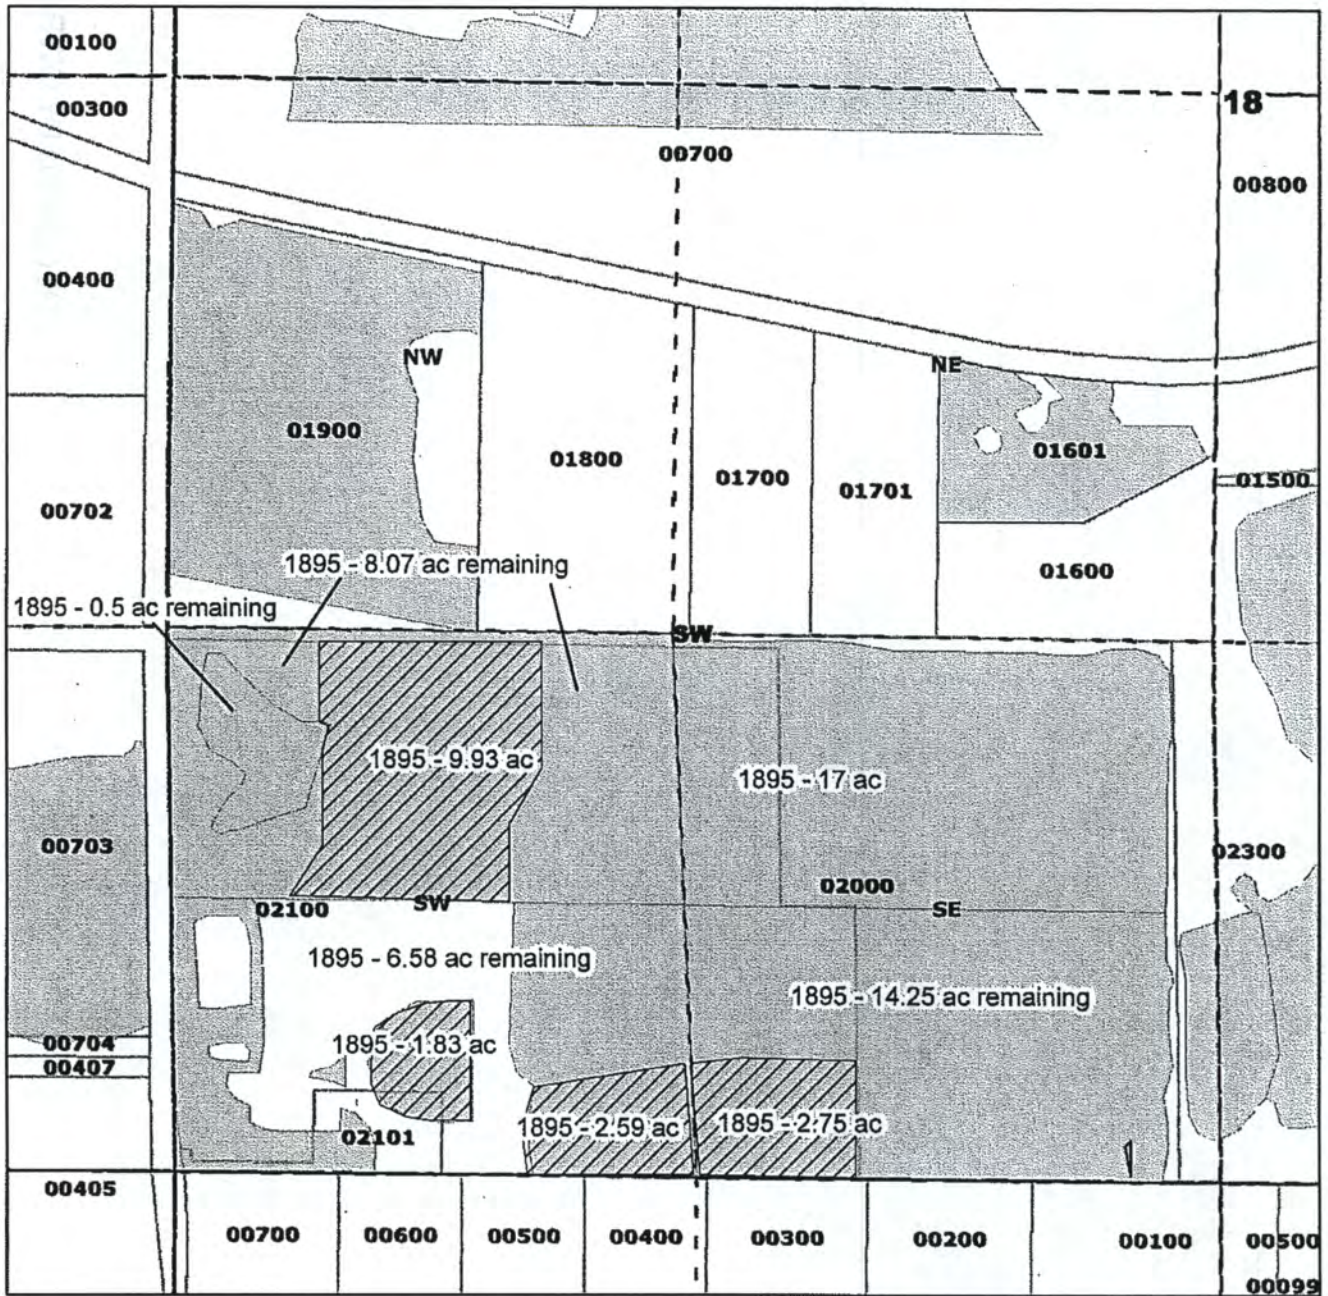 00100
18
00300
00700
00800
00400
NW
NE
01900
01800
01700
01701
01601
01500
00702
1895 - 8.07 ac remaining
01600
1895 - 0.5 ac remaining
SW
1895 - 9.93 ac
1895 - 17 ac
00703
02300
02000
02100
SW
SE
1895 - 6.58 ac remaining
1895 - 14.25 ac remaining
00704
1895 - 1.83 ac
00407
1895 - 2.59 ac
1895 - 2.75 ac
02101
00405
00700
00600
00500
00400
00300
00200
00100
00500
00099